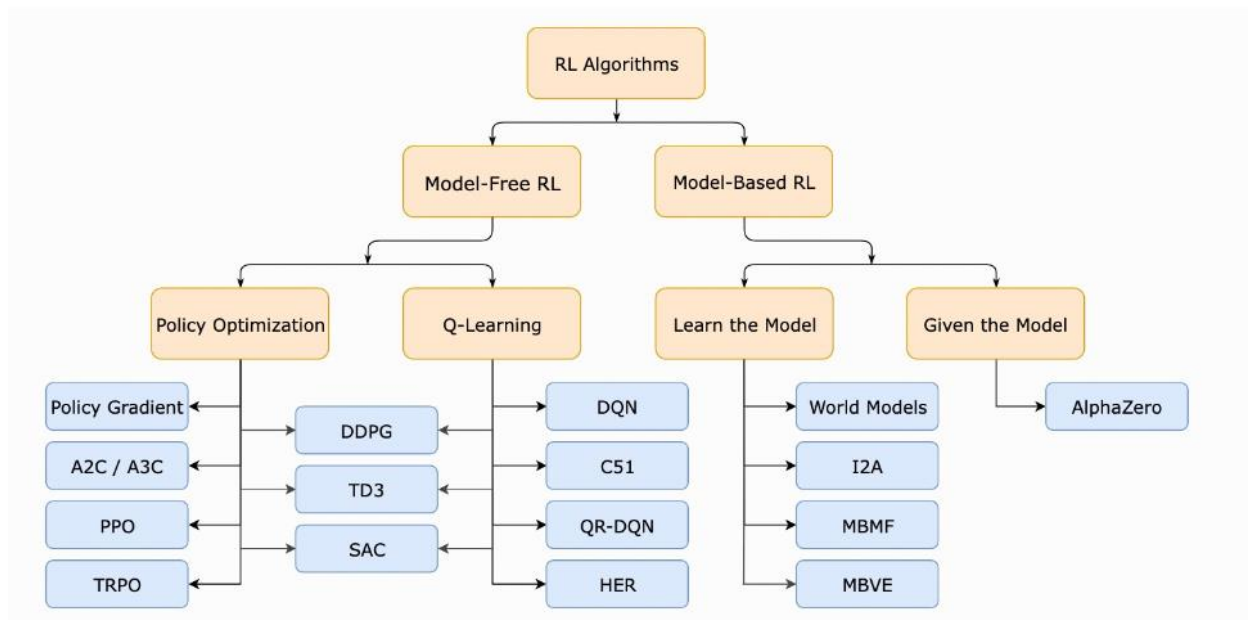 RL Algorithms
Model-Free RL
Model-Based RL
Policy Optimization
Q-Learning
Learn the Model
Given the Model
Policy Gradient
DDPG
DQN
World Models
AlphaZero
A2C / A3C
TD3
C51
I2A
PPO
SAC
QR-DQN
MBMF
TRPO
HER
MBVE